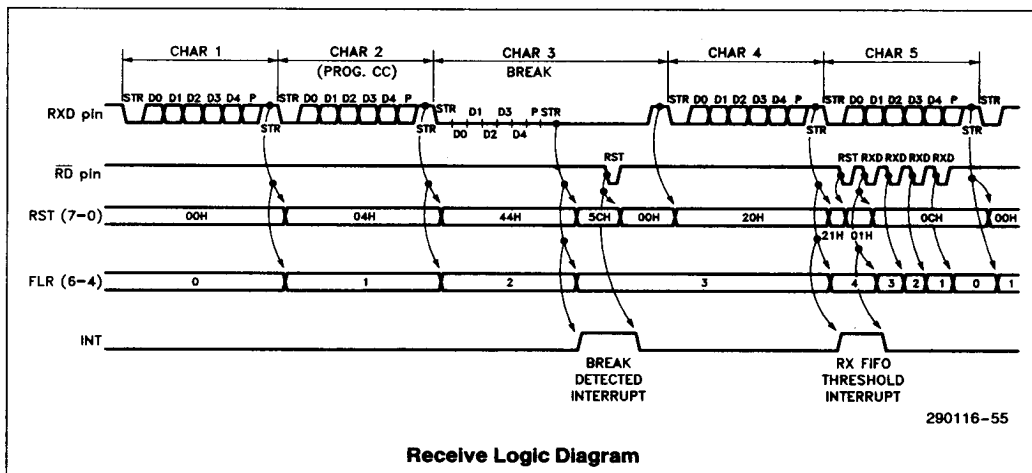 CHAR 1 CHAR 2 CHAR 3 CHAR 4 CHAR 5
(PROG. CC) BREAK
RXD pin STR D0 D1 D2 D3 D4 P STR STR D0 D1 D2 D3 D4 P STR D0 D1 D2 D3 D4 P STR STR D0 D1 D2 D3 D4 P STR STR D0 D1 D2 D3 D4 P STR STR
RD pin RST RST RXD RXD RXD RXD
RST (7-0) 00H 04H 44H 5CH 00H 20H 21H 01H 0CH 00H
FLR (6-4) 0 1 2 3 4 3 2 1 0 1
INT
BREAK DETECTED INTERRUPT
RX FIFO THRESHOLD INTERRUPT
290116-55
Receive Logic Diagram